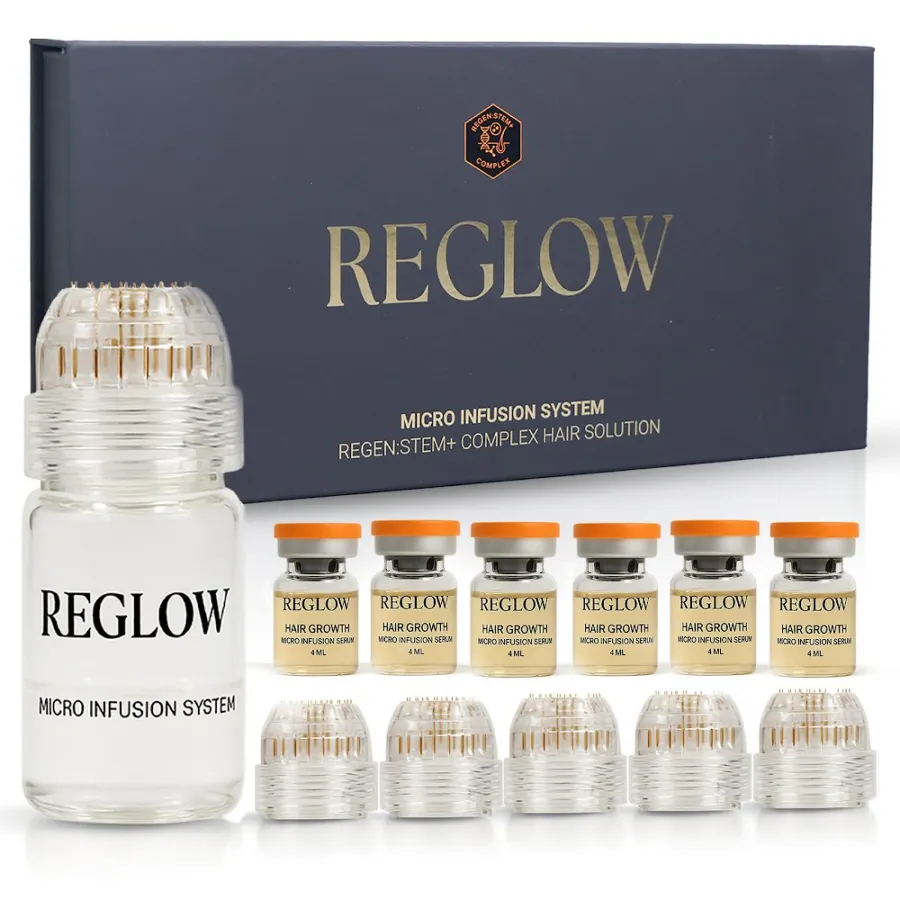 REGEN:STEM+
COMPLEX
REGLOW
MICRO INFUSION SYSTEM
REGEN:STEM+ COMPLEX HAIR SOLUTION
REGLOW
MICRO INFUSION SYSTEM
REGLOW
HAIR GROWTH
MICRO INFUSION SERUM
4 ML
REGLOW
HAIR GROWTH
MICRO INFUSION SERUM
4 ML
REGLOW
HAIR GROWTH
MICRO INFUSION SERUM
4 ML
REGLOW
HAIR GROWTH
MICRO INFUSION SERUM
4 ML
REGLOW
HAIR GROWTH
MICRO INFUSION SERUM
4 ML
REGLOW
HAIR GROWTH
MICRO INFUSION SERUM
4 ML